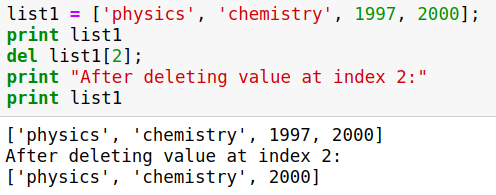 list1 = ['physics', 'chemistry', 1997, 2000];
print list1
del list1[2];
print "After deleting value at index 2:"
print list1
['physics', 'chemistry', 1997, 2000]
After deleting value at index 2:
['physics', 'chemistry', 2000]